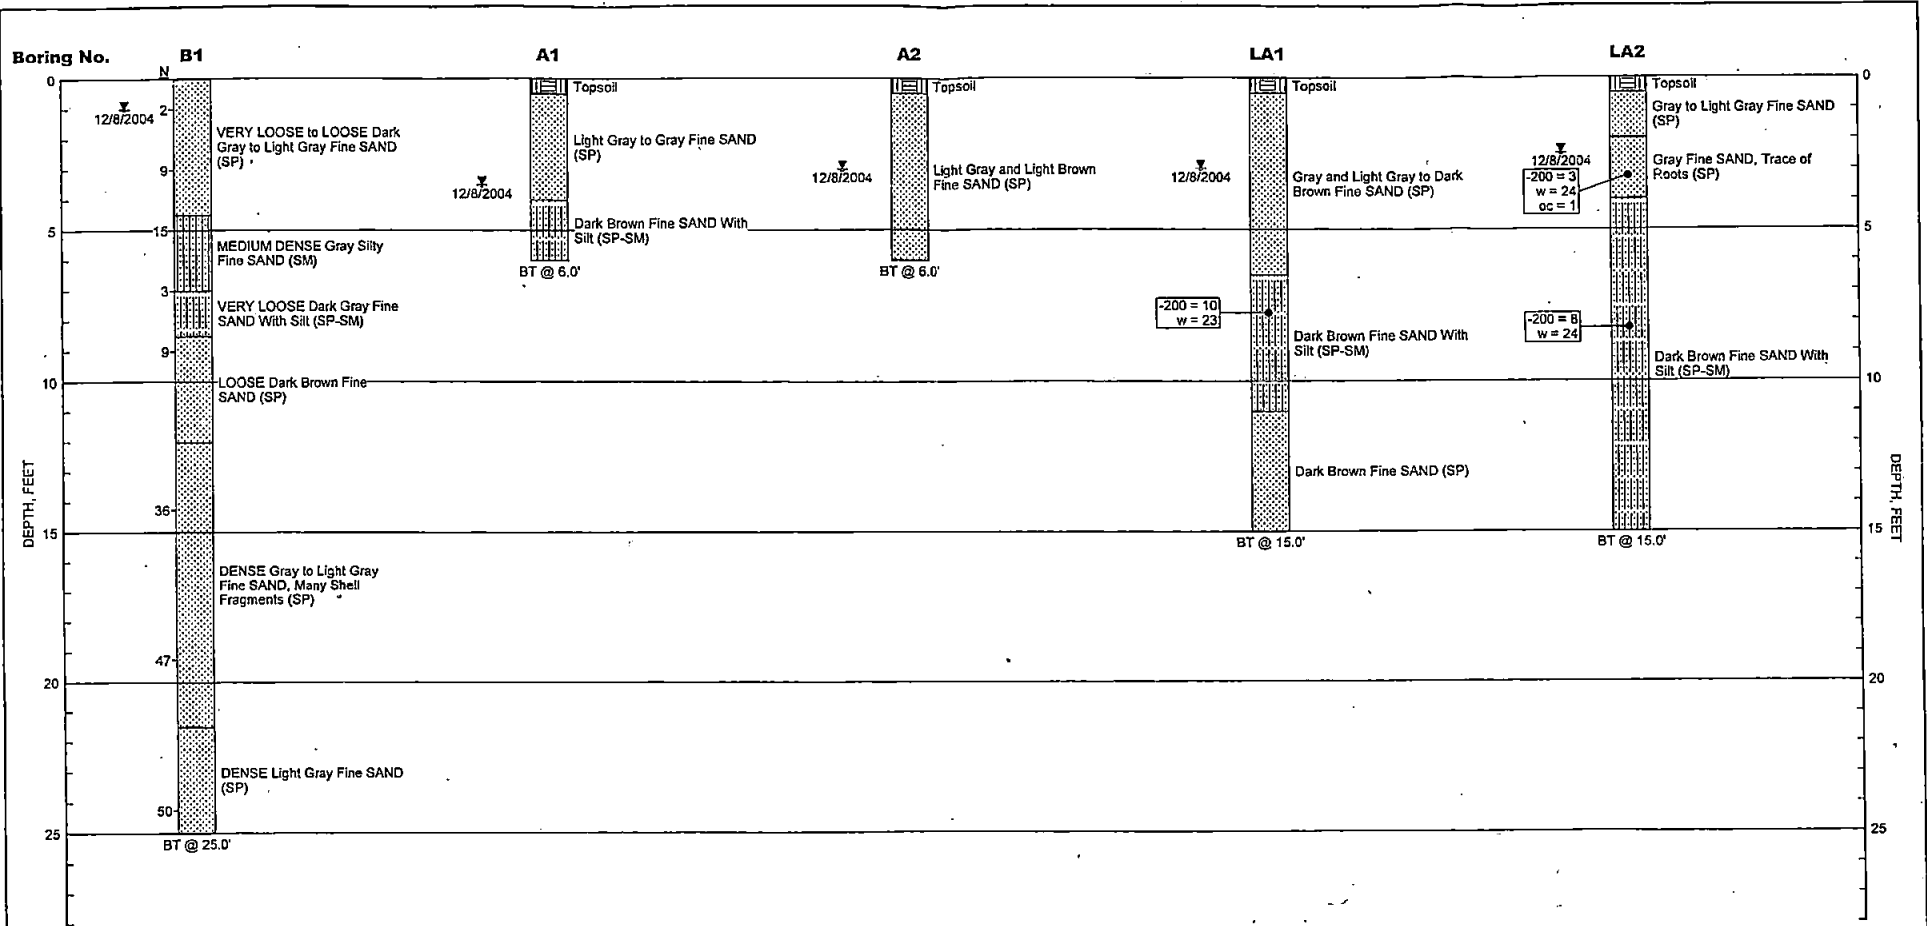 Boring No.
B1
A1
A2
LA1
LA2
N
0
2
9
15
3
9
36
47
50
12/8/2004
VERY LOOSE to LOOSE Dark
Gray to Light Gray Fine SAND
(SP)
MEDIUM DENSE Gray Silty
Fine SAND (SM)
VERY LOOSE Dark Gray Fine
SAND With Silt (SP-SM)
LOOSE Dark Brown Fine
SAND (SP)
DENSE Gray to Light Gray
Fine SAND, Many Shell
Fragments (SP)
DENSE Light Gray Fine SAND
(SP)
BT @ 25.0'
5
10
15
20
25
DEPTH, FEET
12/8/2004
Topsoil
Light Gray to Gray Fine SAND
(SP)
Dark Brown Fine SAND With
Silt (SP-SM)
BT @ 6.0'
12/8/2004
Topsoil
Light Gray and Light Brown
Fine SAND (SP)
BT @ 6.0'
12/8/2004
Topsoil
Gray and Light Gray to Dark
Brown Fine SAND (SP)
-200 = 10
w = 23
Dark Brown Fine SAND With
Silt (SP-SM)
Dark Brown Fine SAND (SP)
BT @ 15.0'
12/8/2004
Topsoil
Gray to Light Gray Fine SAND
(SP)
Gray Fine SAND, Trace of
Roots (SP)
-200 = 3
w = 24
oc = 1
-200 = 8
w = 24
Dark Brown Fine SAND With
Silt (SP-SM)
BT @ 15.0'
0
5
10
15
20
25
DEPTH, FEET